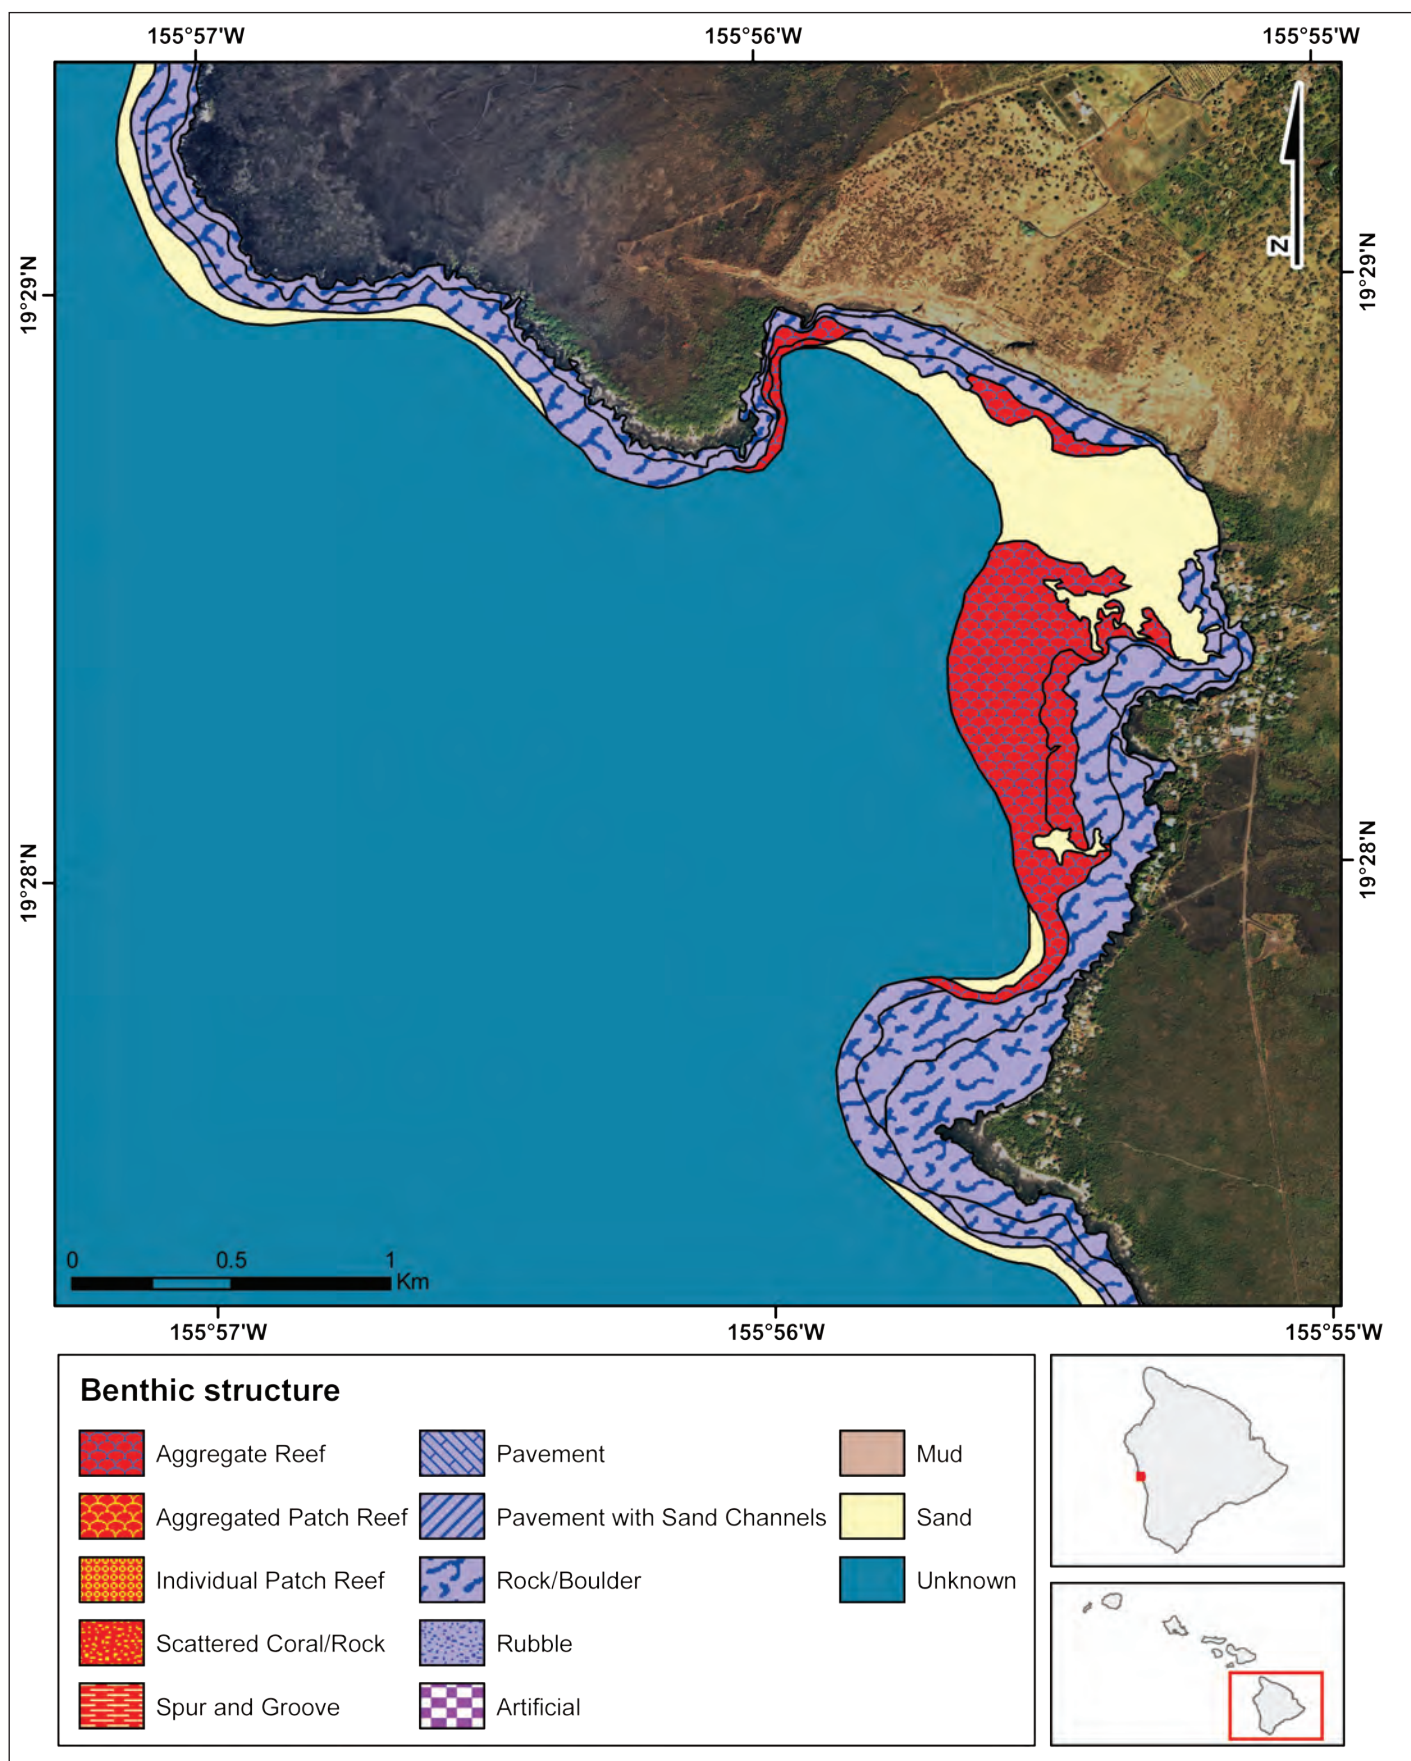 155°57'W 155°56'W 155°55'W
N
19°29'N 19°29'N
19°28'N 19°28'N
0 0.5 1
Km
155°57'W 155°56'W 155°55'W
Benthic structure
Aggregate Reef
Aggregated Patch Reef
Individual Patch Reef
Scattered Coral/Rock
Spur and Groove
Pavement
Pavement with Sand Channels
Rock/Boulder
Rubble
Artificial
Mud
Sand
Unknown